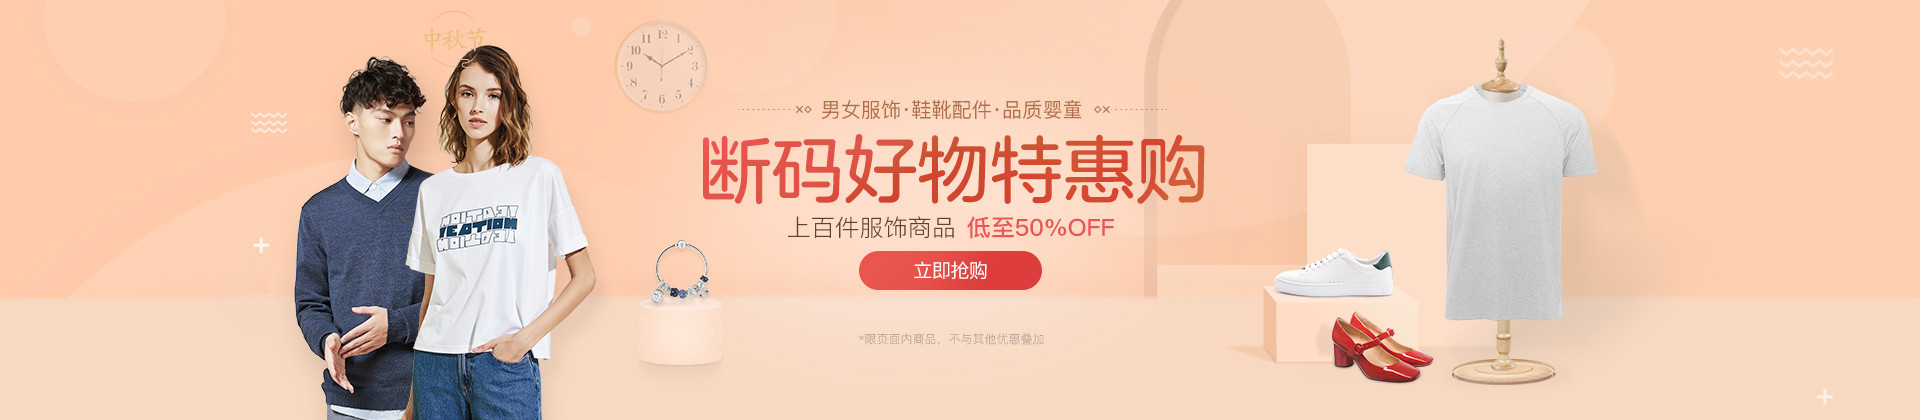 中秋节
男女服饰·鞋靴配件·品质婴童
断码好物特惠购
上百件服饰商品 低至50%OFF
立即抢购
*限页面内商品，不与其他优惠叠加